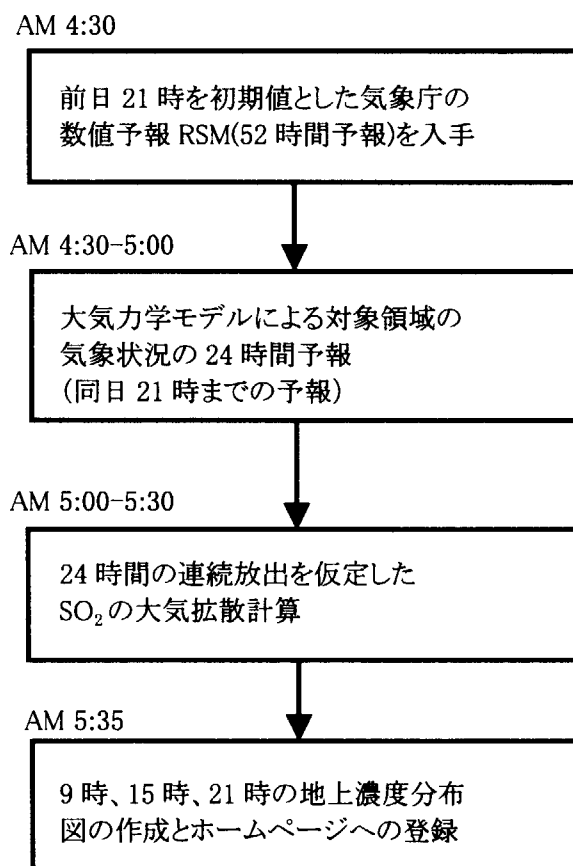 AM 4:30
前日 21 時を初期値とした気象庁の
数値予報 RSM(52 時間予報)を入手
AM 4:30-5:00
大気力学モデルによる対象領域の
気象状況の 24 時間予報
(同日 21 時までの予報)
AM 5:00-5:30
24 時間の連続放出を仮定した
SO₂の大気拡散計算
AM 5:35
9 時、15 時、21 時の地上濃度分布
図の作成とホームページへの登録